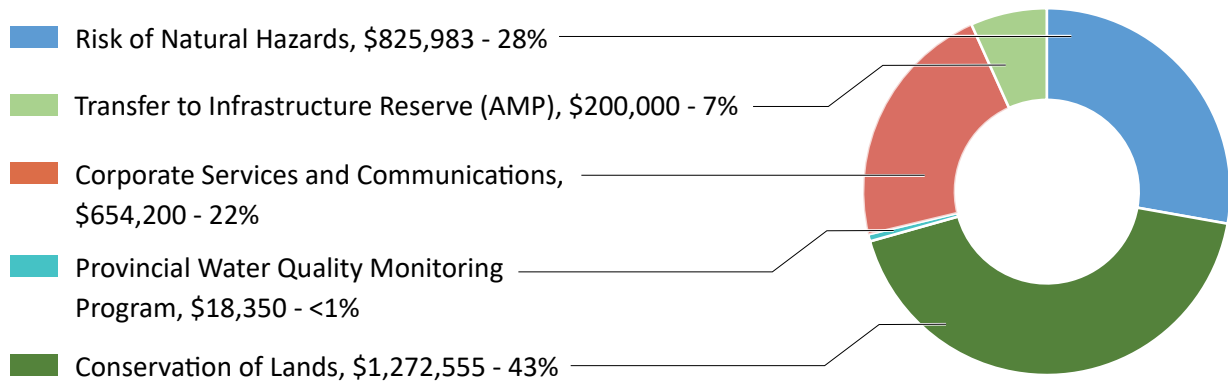 Risk of Natural Hazards, $825,983 - 28%
Transfer to Infrastructure Reserve (AMP), $200,000 - 7%
Corporate Services and Communications,
$654,200 - 22%
Provincial Water Quality Monitoring
Program, $18,350 - <1%
Conservation of Lands, $1,272,555 - 43%